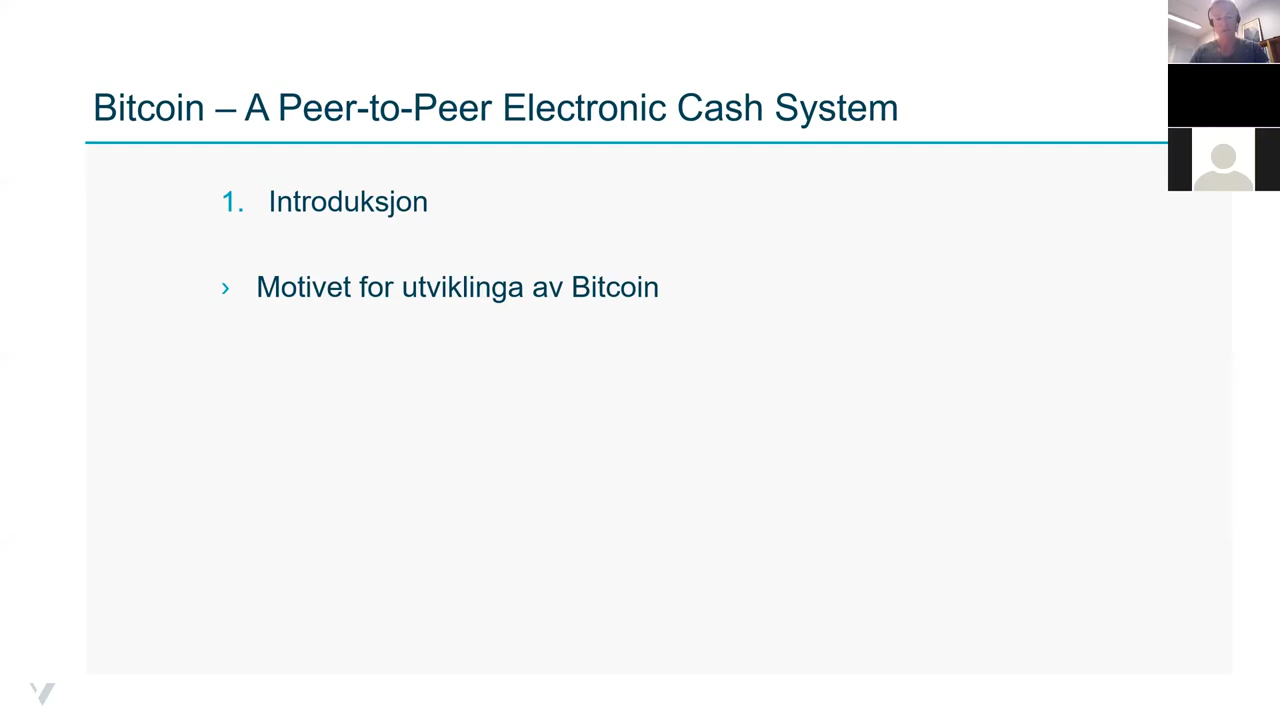 Bitcoin – A Peer-to-Peer Electronic Cash System
1. Introduksjon
› Motivet for utviklinga av Bitcoin